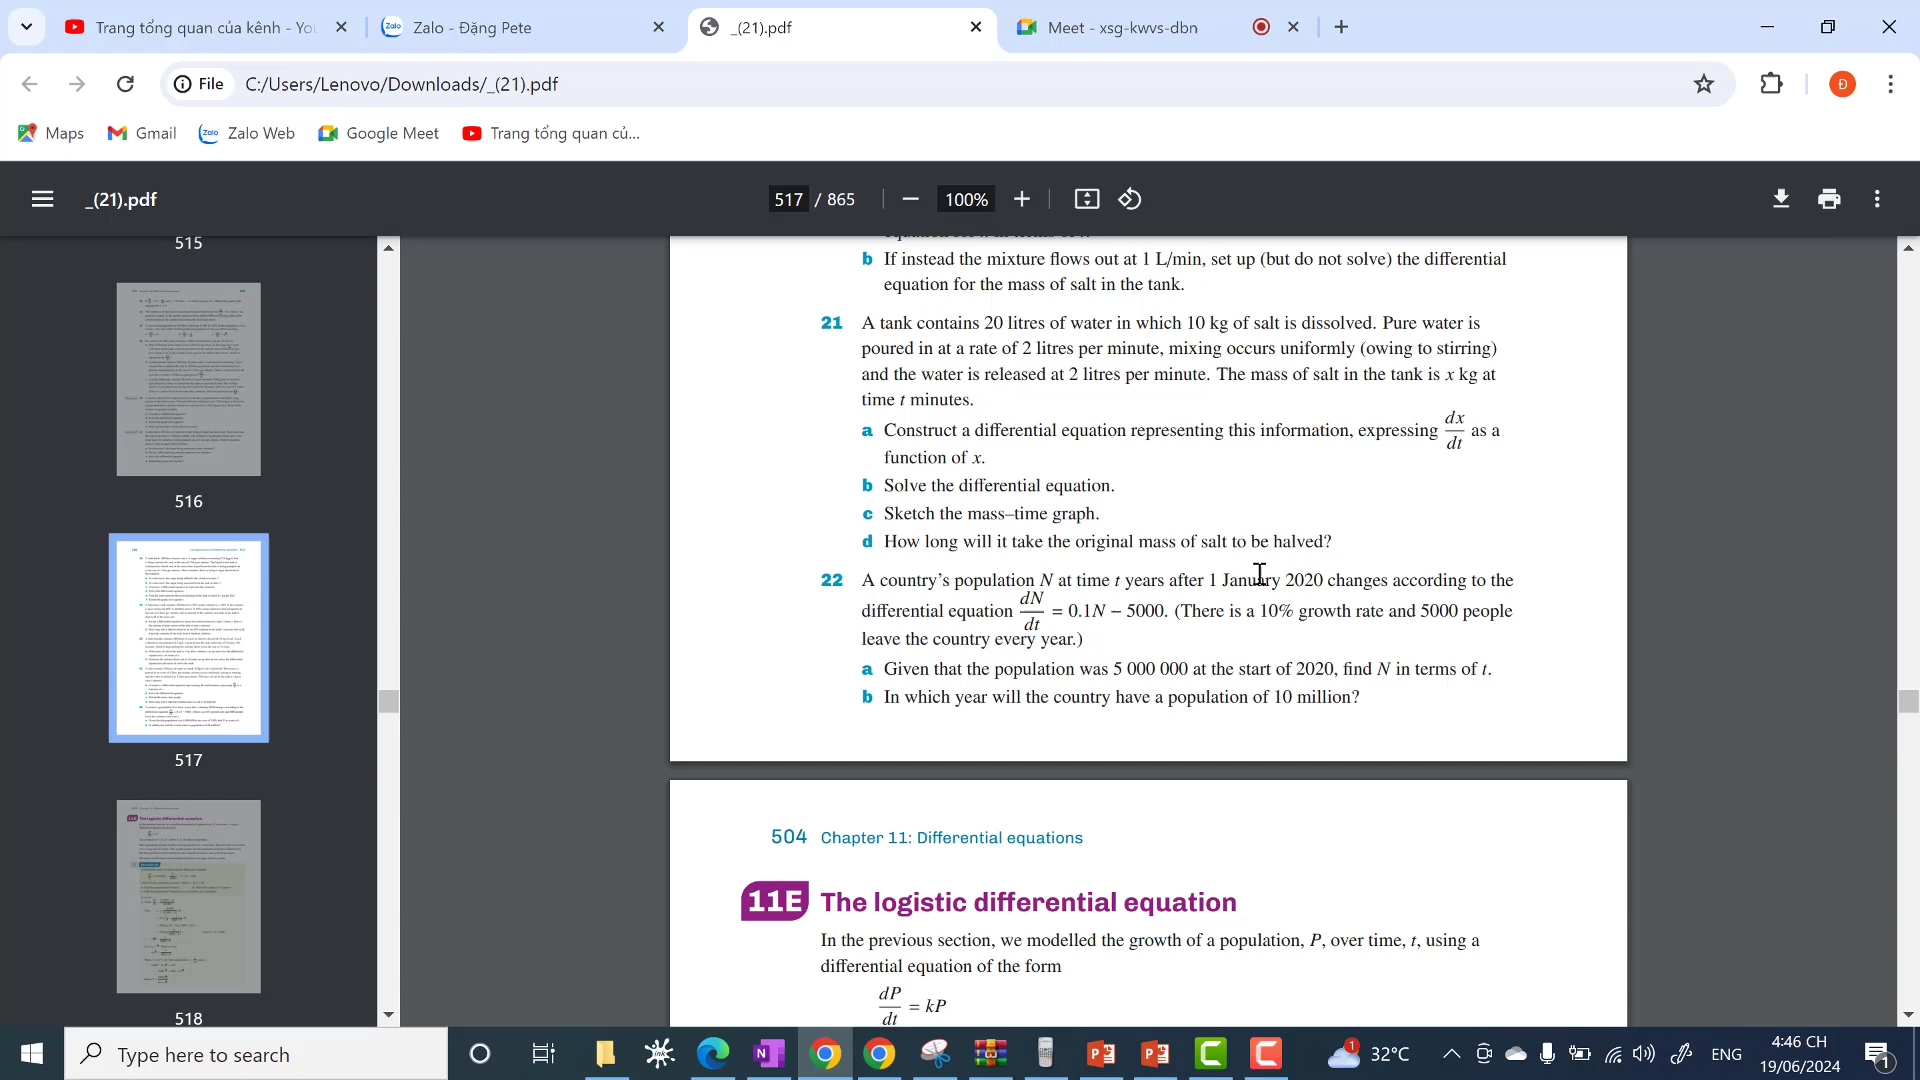 Trang tổng quan của kênh - You
Zalo - Đặng Pete
_(21).pdf
Meet - xsg-kwvs-dbn
File
C:/Users/Lenovo/Downloads/_(21).pdf
Đ
Maps
Gmail
Zalo Web
Google Meet
Trang tổng quan củ...
_(21).pdf
517 / 865
100%
515
516
517
518
b If instead the mixture flows out at 1 L/min, set up (but do not solve) the differential
equation for the mass of salt in the tank.
21 A tank contains 20 litres of water in which 10 kg of salt is dissolved. Pure water is
poured in at a rate of 2 litres per minute, mixing occurs uniformly (owing to stirring)
and the water is released at 2 litres per minute. The mass of salt in the tank is x kg at
time t minutes.
a Construct a differential equation representing this information, expressing dx/dt as a
function of x.
b Solve the differential equation.
c Sketch the mass–time graph.
d How long will it take the original mass of salt to be halved?
22 A country's population N at time t years after 1 January 2020 changes according to the
differential equation dN/dt = 0.1N − 5000. (There is a 10% growth rate and 5000 people
leave the country every year.)
a Given that the population was 5 000 000 at the start of 2020, find N in terms of t.
b In which year will the country have a population of 10 million?
504 Chapter 11: Differential equations
11E The logistic differential equation
In the previous section, we modelled the growth of a population, P, over time, t, using a
differential equation of the form
dP/dt = kP
Type here to search
32°C
ENG
4:46 CH
19/06/2024